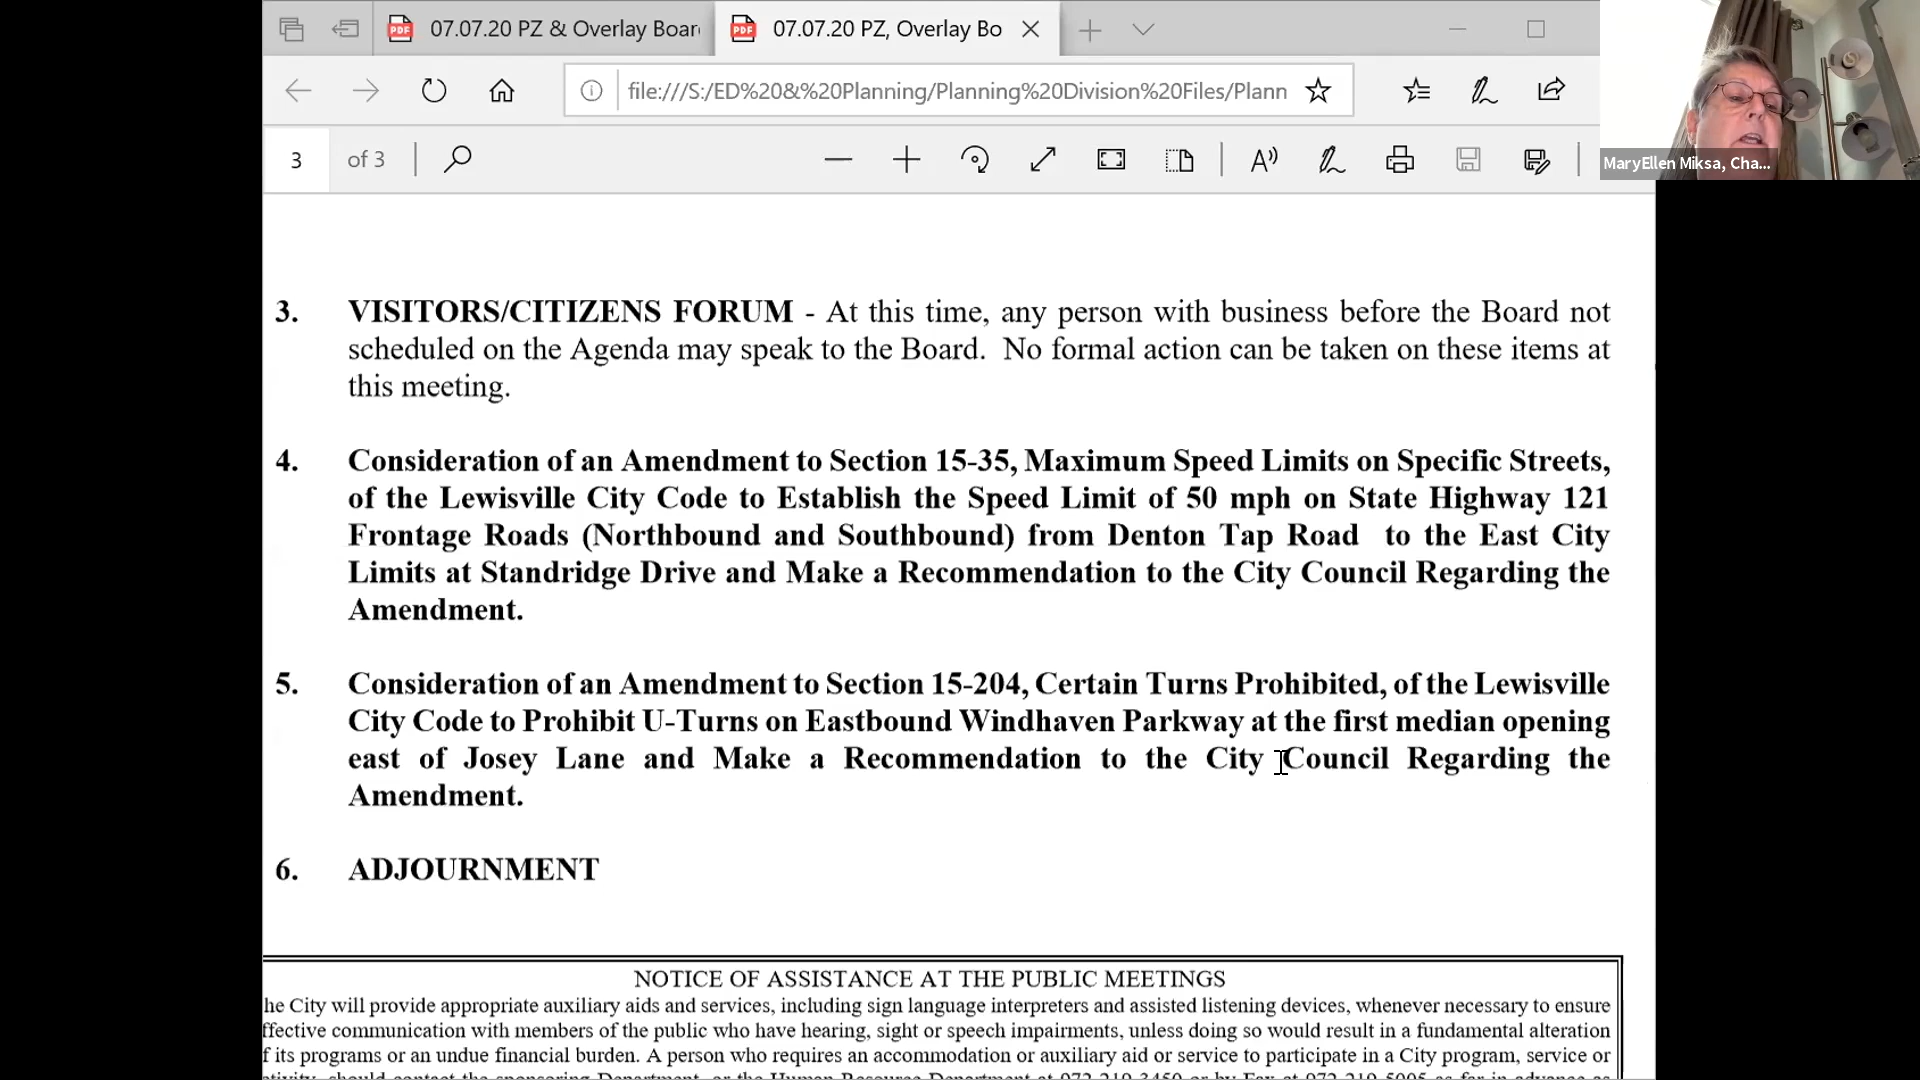 07.07.20 PZ & Overlay Boar
07.07.20 PZ, Overlay Bo
file:///S:/ED%20&%20Planning/Planning%20Division%20Files/Plann
3 of 3
MaryEllen Miksa, Cha...
3. VISITORS/CITIZENS FORUM - At this time, any person with business before the Board not
scheduled on the Agenda may speak to the Board. No formal action can be taken on these items at
this meeting.
4. Consideration of an Amendment to Section 15-35, Maximum Speed Limits on Specific Streets,
of the Lewisville City Code to Establish the Speed Limit of 50 mph on State Highway 121
Frontage Roads (Northbound and Southbound) from Denton Tap Road to the East City
Limits at Standridge Drive and Make a Recommendation to the City Council Regarding the
Amendment.
5. Consideration of an Amendment to Section 15-204, Certain Turns Prohibited, of the Lewisville
City Code to Prohibit U-Turns on Eastbound Windhaven Parkway at the first median opening
east of Josey Lane and Make a Recommendation to the City Council Regarding the
Amendment.
6. ADJOURNMENT
NOTICE OF ASSISTANCE AT THE PUBLIC MEETINGS
he City will provide appropriate auxiliary aids and services, including sign language interpreters and assisted listening devices, whenever necessary to ensure
ffective communication with members of the public who have hearing, sight or speech impairments, unless doing so would result in a fundamental alteration
f its programs or an undue financial burden. A person who requires an accommodation or auxiliary aid or service to participate in a City program, service or